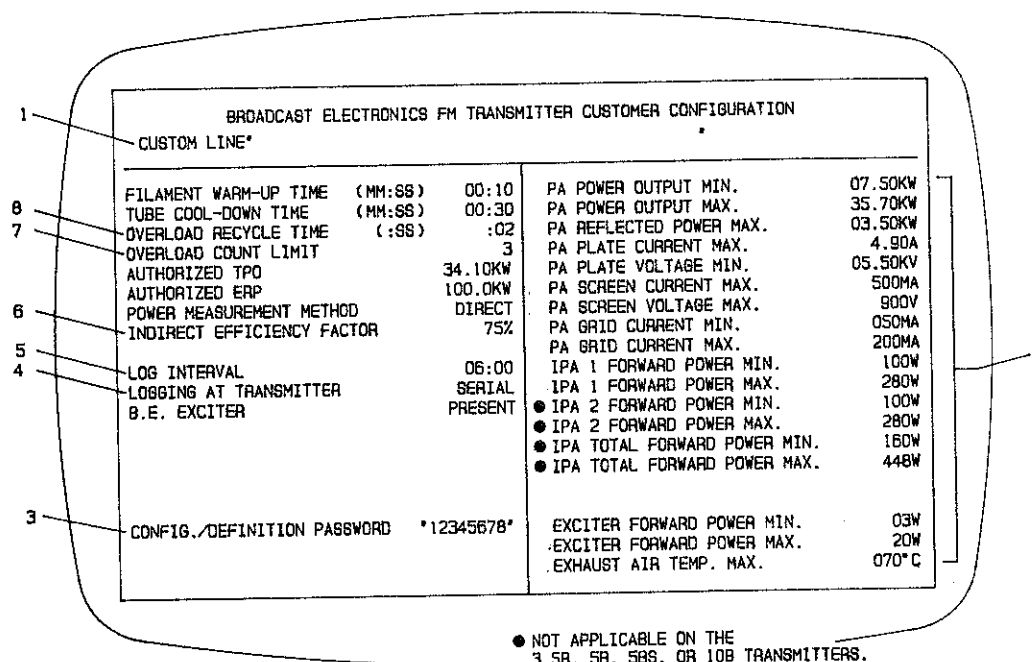 BROADCAST ELECTRONICS FM TRANSMITTER CUSTOMER CONFIGURATION
1 CUSTOM LINE" "
FILAMENT WARM-UP TIME (MM:SS) 00:10
TUBE COOL-DOWN TIME (MM:SS) 00:30
8 OVERLOAD RECYCLE TIME (:SS) :02
7 OVERLOAD COUNT LIMIT 3
AUTHORIZED TPO 34.10KW
AUTHORIZED ERP 100.0KW
POWER MEASUREMENT METHOD DIRECT
6 INDIRECT EFFICIENCY FACTOR 75%
5 LOG INTERVAL 06:00
4 LOGGING AT TRANSMITTER SERIAL
B.E. EXCITER PRESENT
3 CONFIG./DEFINITION PASSWORD "12345678"
PA POWER OUTPUT MIN. 07.50KW
PA POWER OUTPUT MAX. 35.70KW
PA REFLECTED POWER MAX. 03.50KW
PA PLATE CURRENT MAX. 4.90A
PA PLATE VOLTAGE MIN. 05.50KV
PA SCREEN CURRENT MAX. 500MA
PA SCREEN VOLTAGE MAX. 900V
PA GRID CURRENT MIN. 050MA
PA GRID CURRENT MAX. 200MA
IPA 1 FORWARD POWER MIN. 100W
IPA 1 FORWARD POWER MAX. 280W
● IPA 2 FORWARD POWER MIN. 100W
● IPA 2 FORWARD POWER MAX. 280W
● IPA TOTAL FORWARD POWER MIN. 160W
● IPA TOTAL FORWARD POWER MAX. 448W
EXCITER FORWARD POWER MIN. 03W
EXCITER FORWARD POWER MAX. 20W
EXHAUST AIR TEMP. MAX. 070°C
● NOT APPLICABLE ON THE
3.5B, 5B, 5BS, OR 10B TRANSMITTERS.